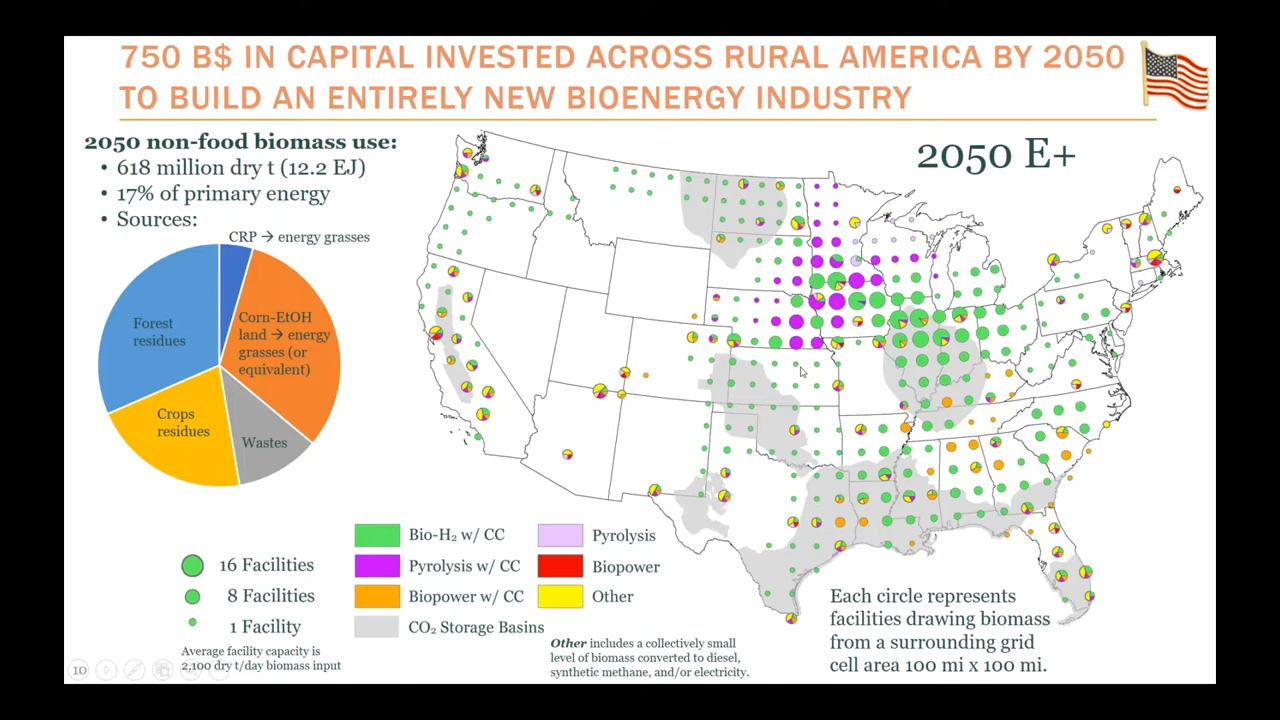 750 B$ IN CAPITAL INVESTED ACROSS RURAL AMERICA BY 2050
TO BUILD AN ENTIRELY NEW BIOENERGY INDUSTRY
2050 non-food biomass use:
• 618 million dry t (12.2 EJ)
• 17% of primary energy
• Sources:
CRP → energy grasses
Forest
residues
Corn-EtOH
land → energy
grasses (or
equivalent)
Crops
residues
Wastes
2050 E+
16 Facilities
8 Facilities
1 Facility
Average facility capacity is
2,100 dry t/day biomass input
Bio-H₂ w/ CC
Pyrolysis w/ CC
Biopower w/ CC
CO₂ Storage Basins
Pyrolysis
Biopower
Other
Other includes a collectively small
level of biomass converted to diesel,
synthetic methane, and/or electricity.
Each circle represents
facilities drawing biomass
from a surrounding grid
cell area 100 mi x 100 mi.
10